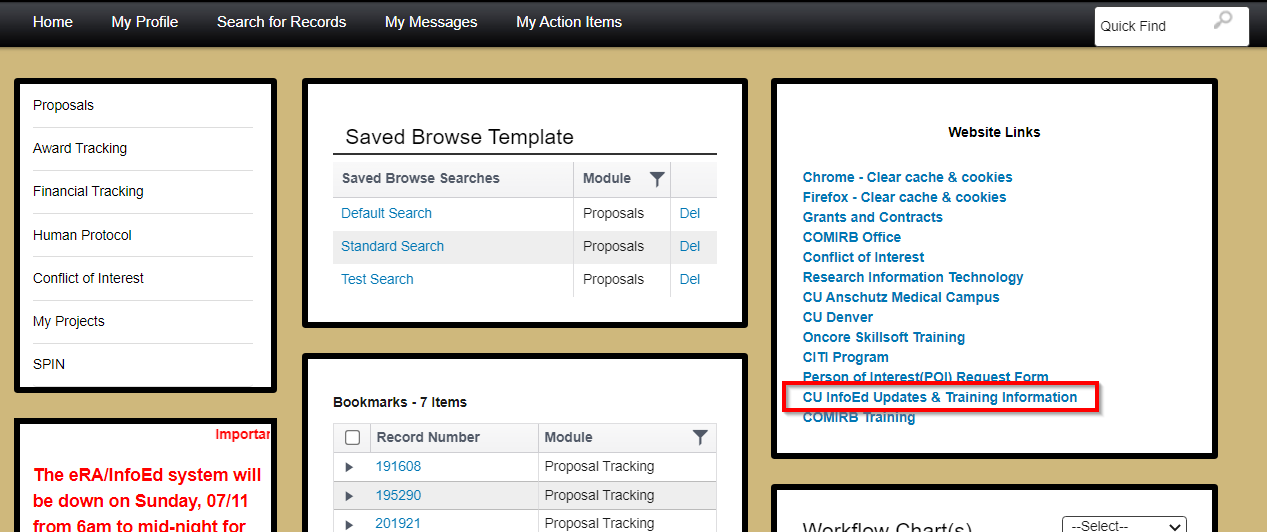 Home My Profile Search for Records My Messages My Action Items Quick Find
Proposals
Award Tracking
Financial Tracking
Human Protocol
Conflict of Interest
My Projects
SPIN
Importan
The eRA/InfoEd system will
be down on Sunday, 07/11
from 6am to mid-night for
Saved Browse Template
Saved Browse Searches Module
Default Search Proposals Del
Standard Search Proposals Del
Test Search Proposals Del
Bookmarks - 7 Items
Record Number Module
191608 Proposal Tracking
195290 Proposal Tracking
201921 Proposal Tracking
Website Links
Chrome - Clear cache & cookies
Firefox - Clear cache & cookies
Grants and Contracts
COMIRB Office
Conflict of Interest
Research Information Technology
CU Anschutz Medical Campus
CU Denver
Oncore Skillsoft Training
CITI Program
Person of Interest(POI) Request Form
CU InfoEd Updates & Training Information
COMIRB Training
Workflow Chart(s) --Select--